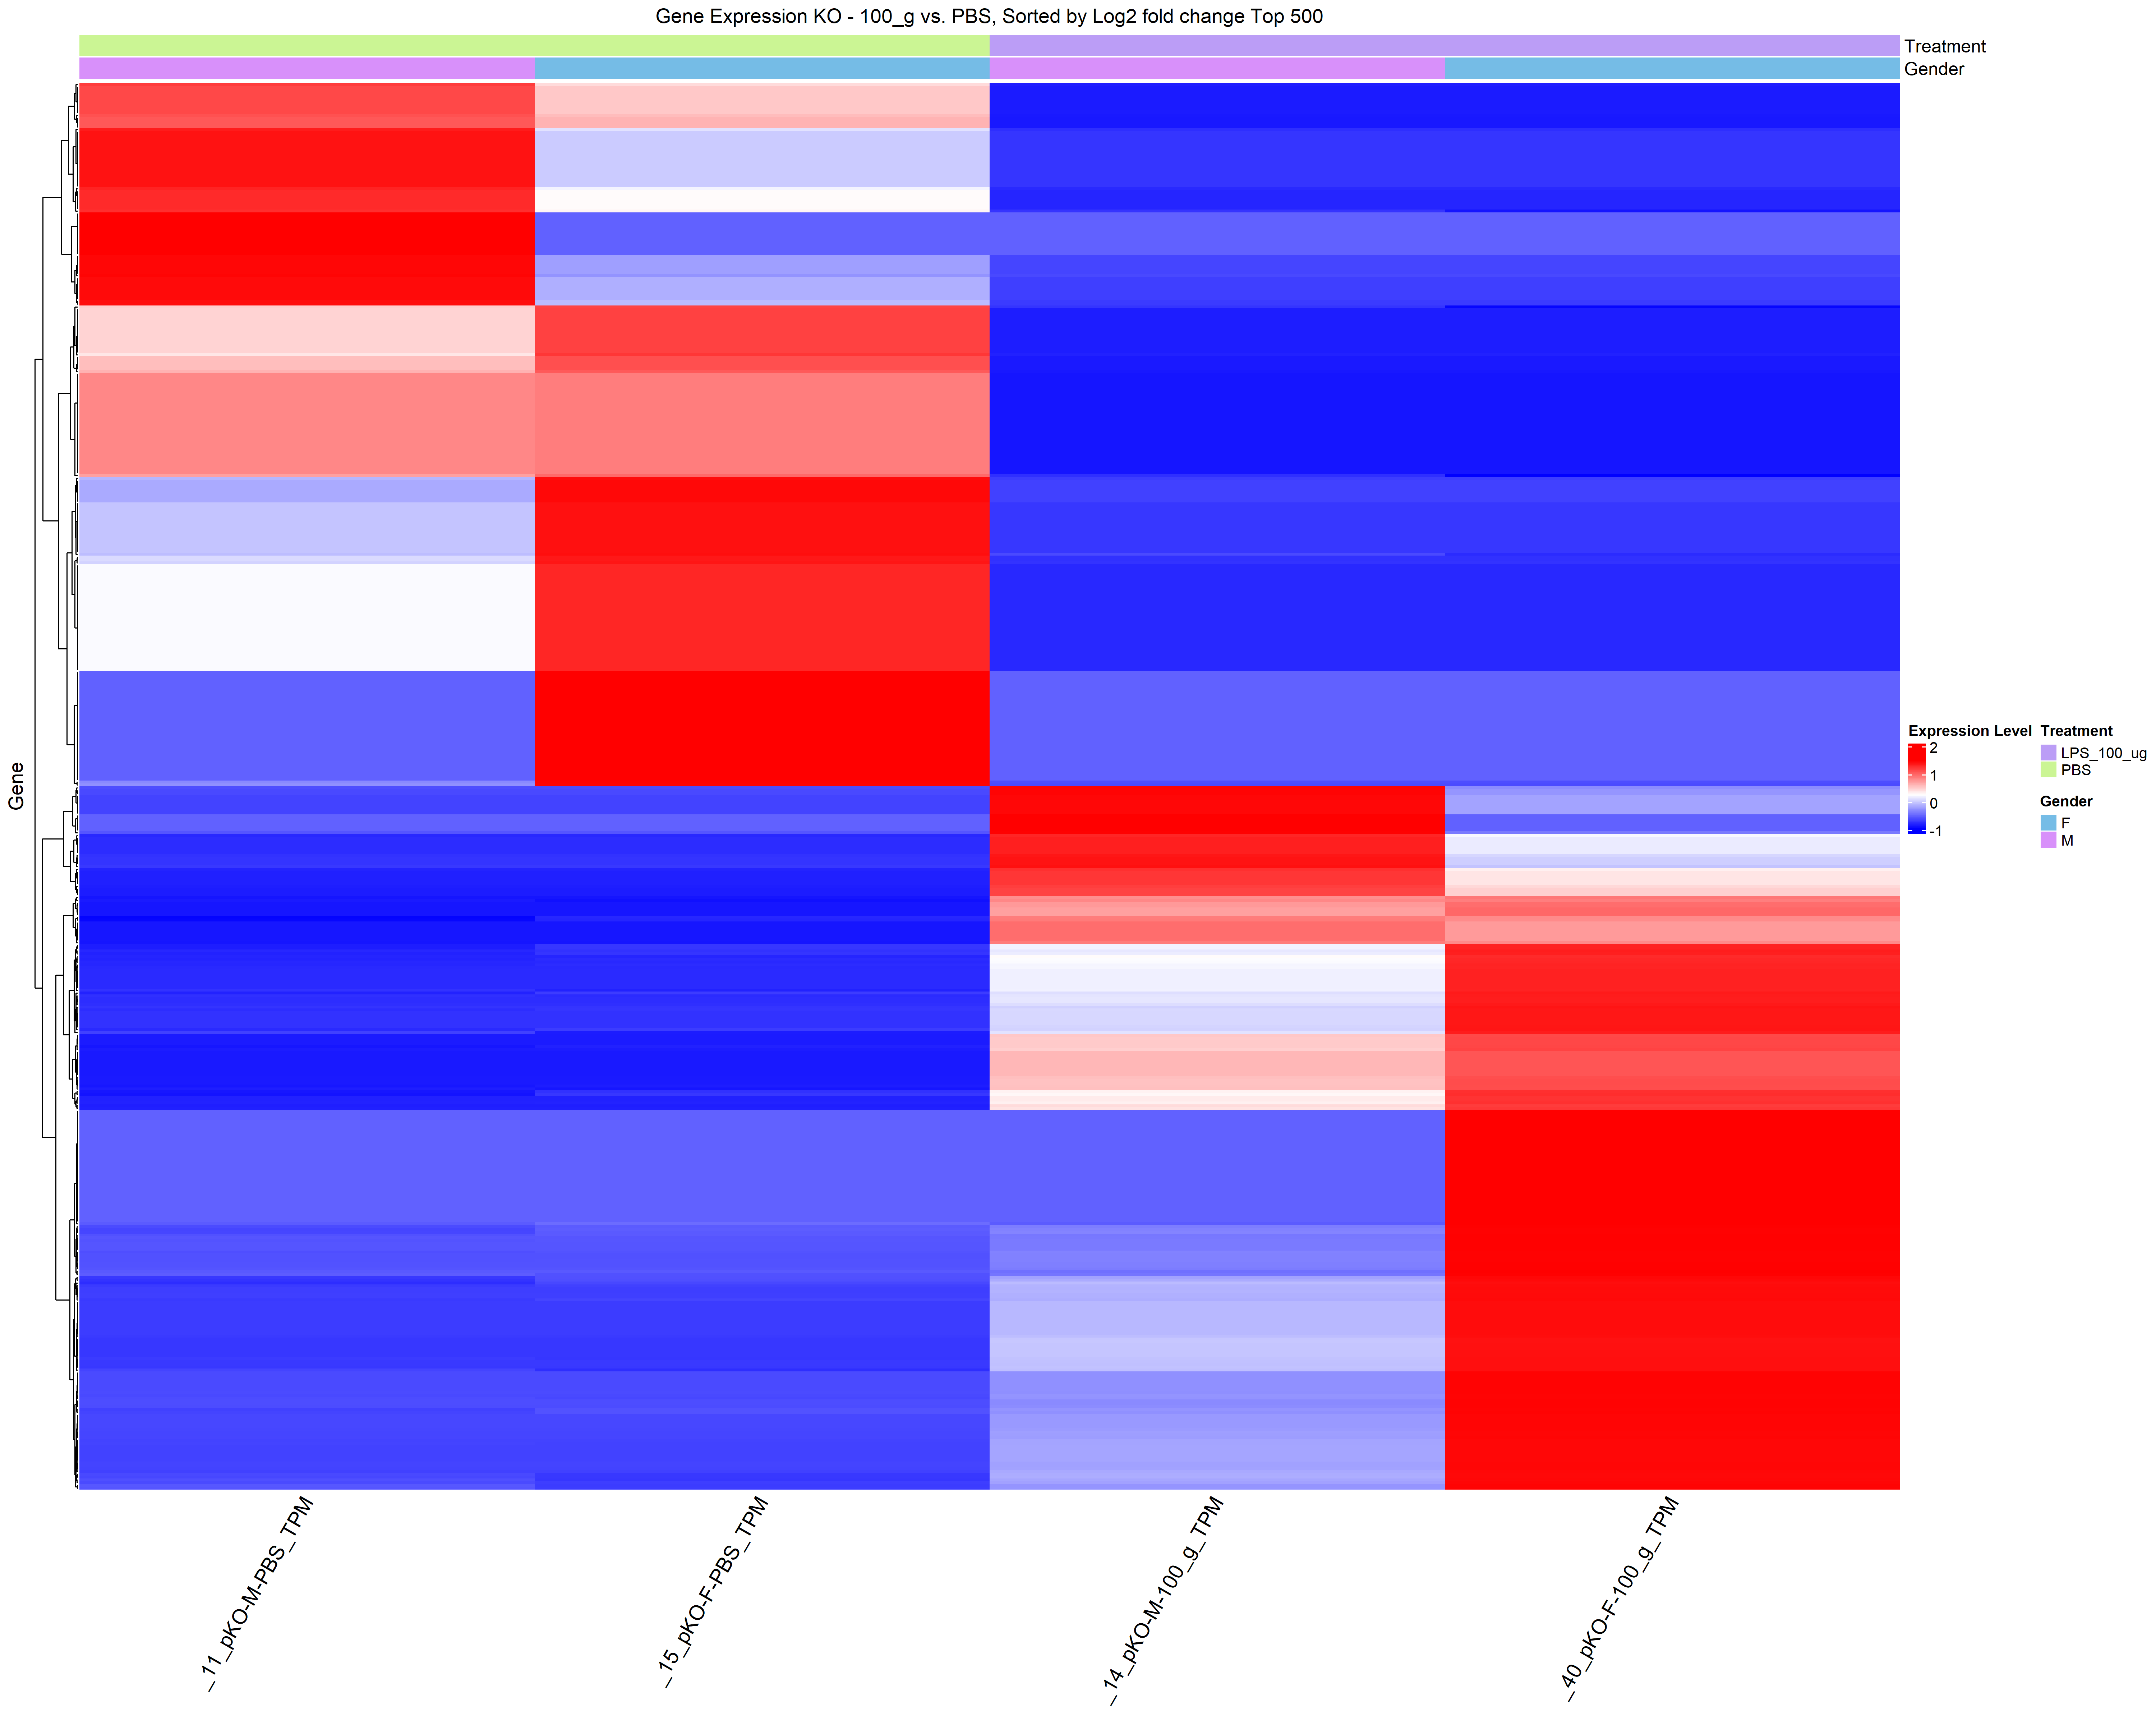 Gene Expression KO - 100_g vs. PBS, Sorted by Log2 fold change Top 500
Treatment
Gender
Gene
Expression Level
2
1
0
-1
Treatment
LPS_100_ug
PBS
Gender
F
M
_11_pKO-M-PBS_TPM
_15_pKO-F-PBS_TPM
_14_pKO-M-100_g_TPM
_40_pKO-F-100_g_TPM